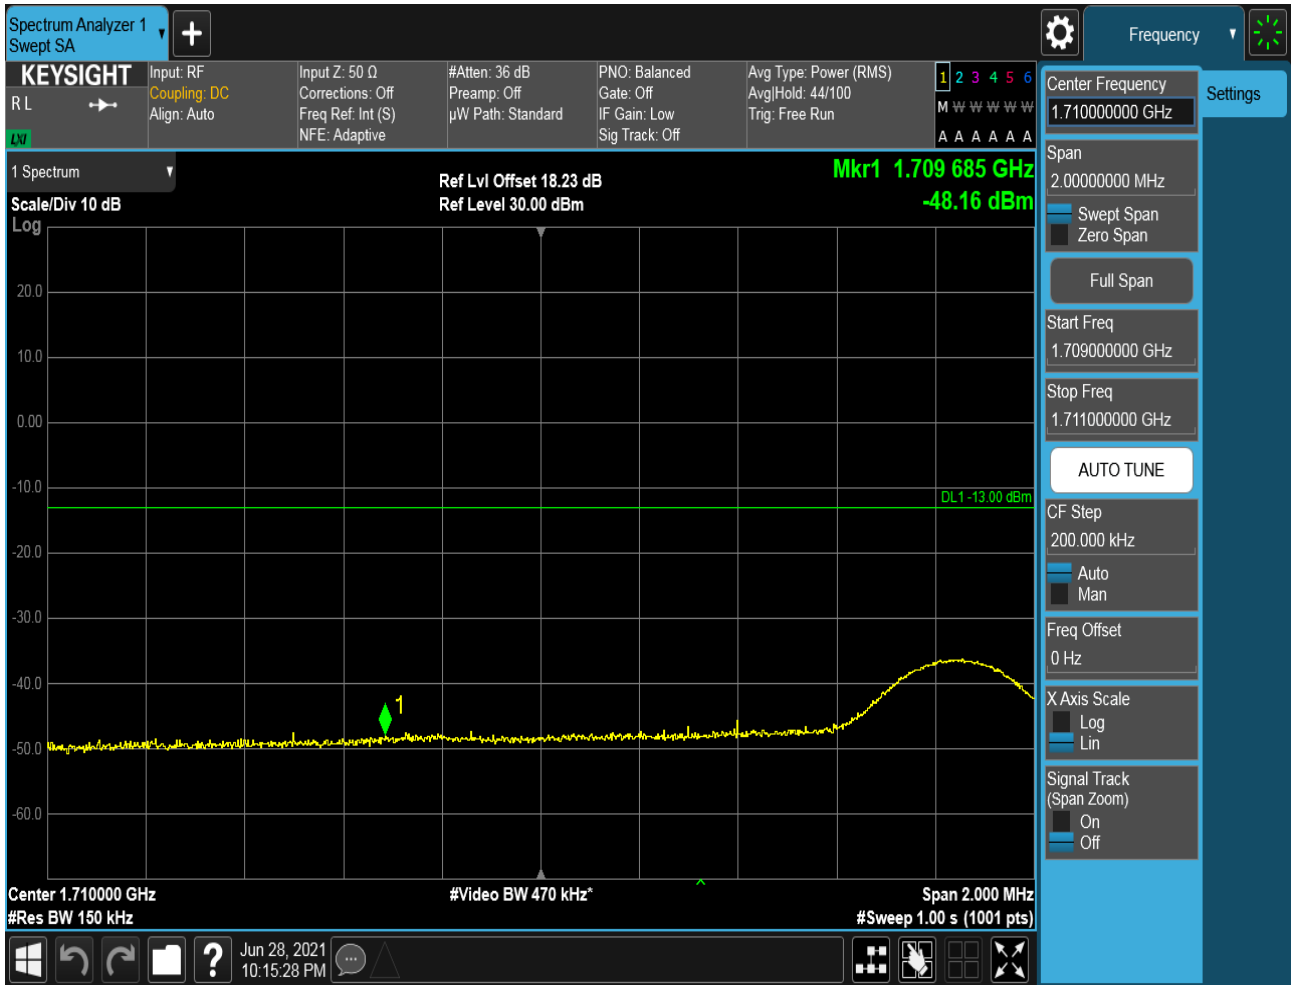 Spectrum Analyzer 1
Swept SA
Frequency
KEYSIGHT
R L
LXI
Input: RF
Coupling: DC
Align: Auto
Input Z: 50 Ω
Corrections: Off
Freq Ref: Int (S)
NFE: Adaptive
#Atten: 36 dB
Preamp: Off
µW Path: Standard
PNO: Balanced
Gate: Off
IF Gain: Low
Sig Track: Off
Avg Type: Power (RMS)
Avg|Hold: 44/100
Trig: Free Run
1 2 3 4 5 6
M W W W W W
A A A A A A
1 Spectrum
Scale/Div 10 dB
Log
Ref Lvl Offset 18.23 dB
Ref Level 30.00 dBm
Mkr1 1.709 685 GHz
-48.16 dBm
20.0
10.0
0.00
-10.0
DL1 -13.00 dBm
-20.0
-30.0
-40.0
1
-50.0
-60.0
Center 1.710000 GHz
#Res BW 150 kHz
#Video BW 470 kHz*
Span 2.000 MHz
#Sweep 1.00 s (1001 pts)
Center Frequency
1.710000000 GHz
Settings
Span
2.00000000 MHz
Swept Span
Zero Span
Full Span
Start Freq
1.709000000 GHz
Stop Freq
1.711000000 GHz
AUTO TUNE
CF Step
200.000 kHz
Auto
Man
Freq Offset
0 Hz
X Axis Scale
Log
Lin
Signal Track
(Span Zoom)
On
Off
?
Jun 28, 2021
10:15:28 PM